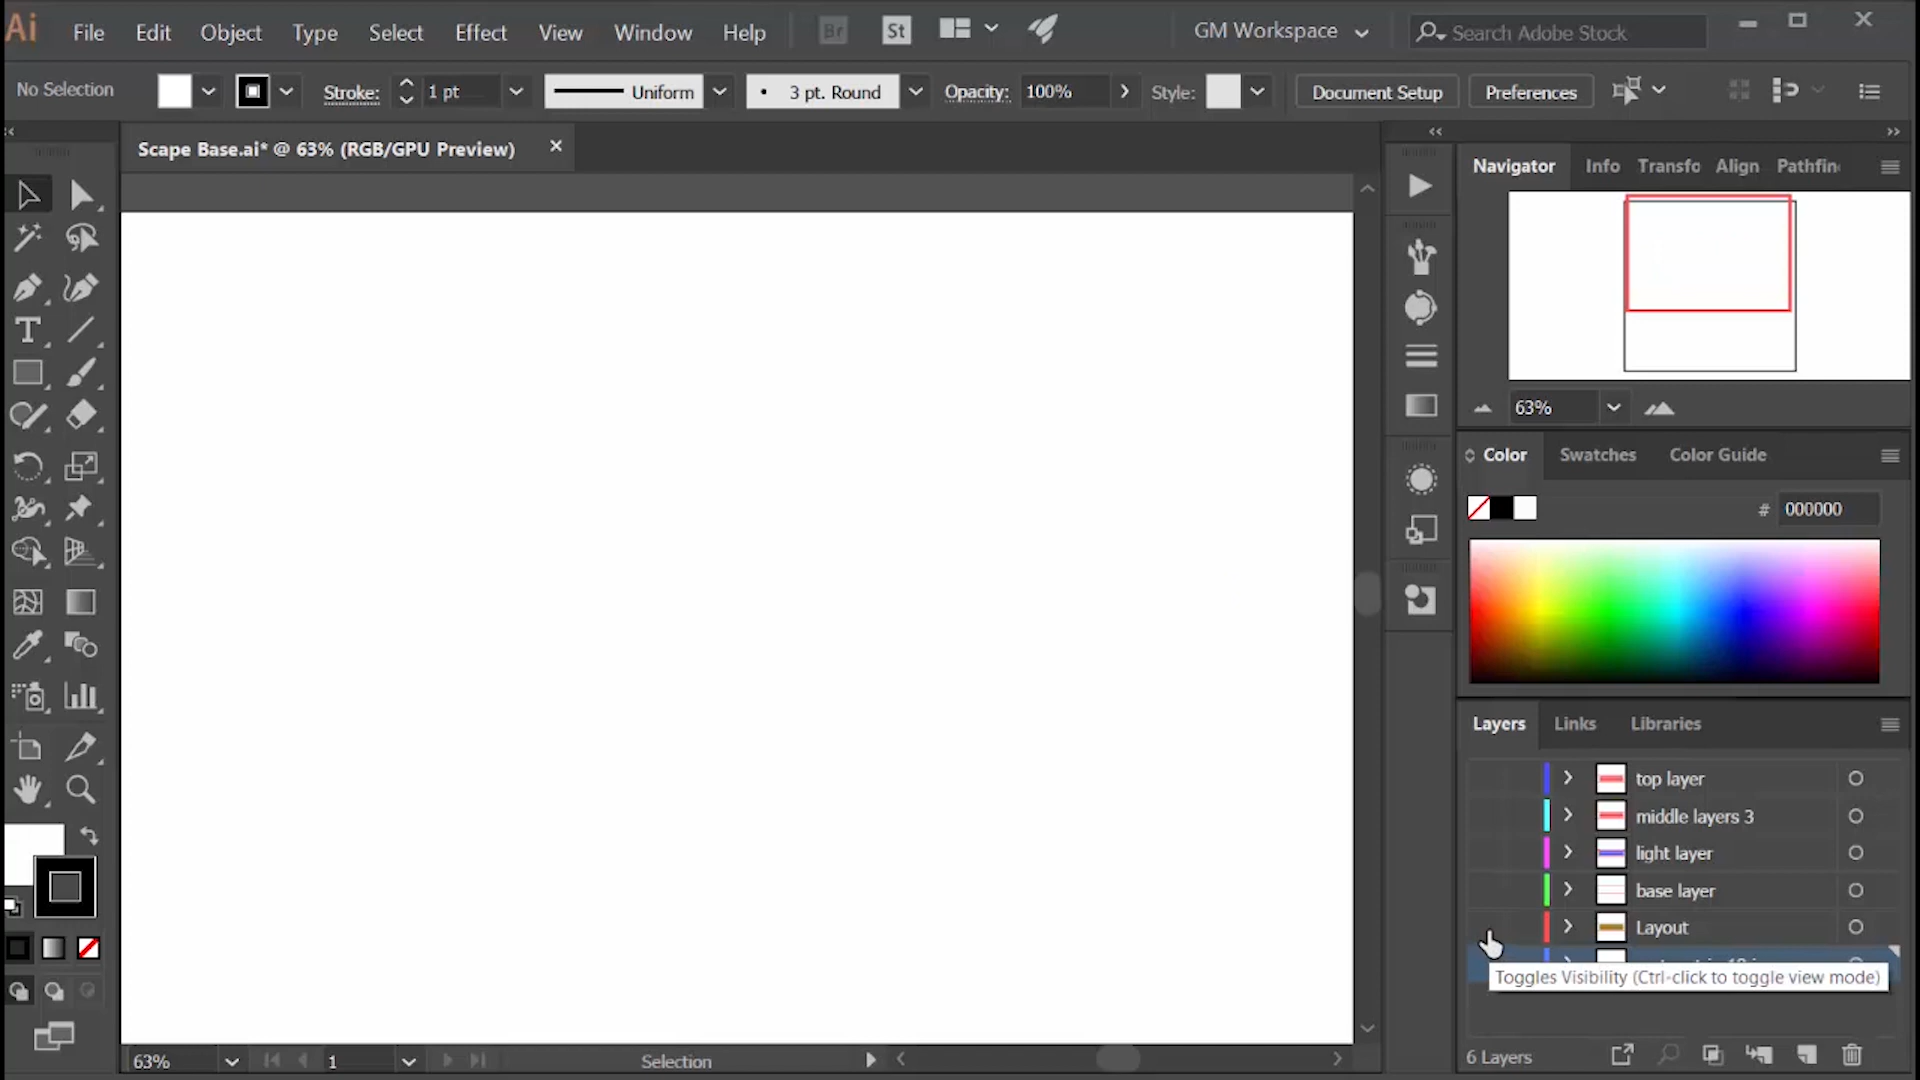 Ai File Edit Object Type Select Effect View Window Help Br St GM Workspace Search Adobe Stock
No Selection Stroke: 1 pt Uniform 3 pt. Round Opacity: 100% Style: Document Setup Preferences
Scape Base.ai* @ 63% (RGB/GPU Preview)
Navigator Info Transfo Align Pathfin
63%
Color Swatches Color Guide
# 000000
Layers Links Libraries
top layer
middle layers 3
light layer
base layer
Layout
Toggles Visibility (Ctrl-click to toggle view mode)
6 Layers
63% 1 Selection